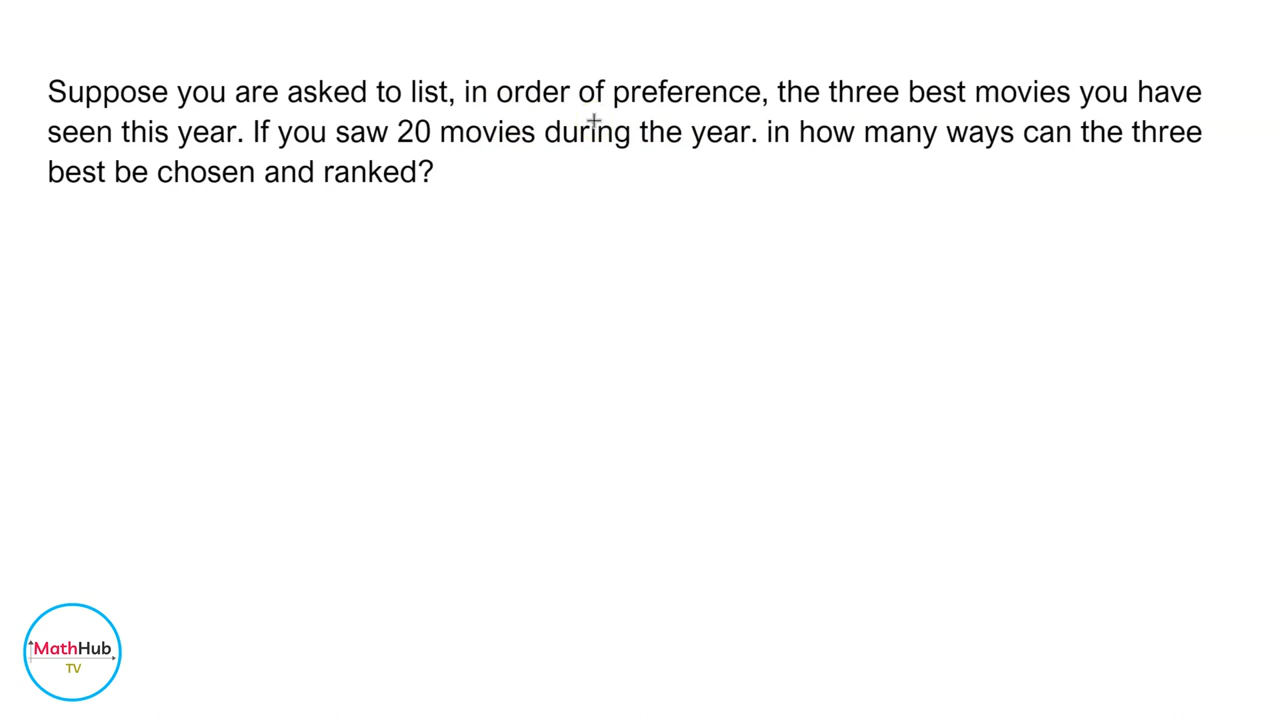 Suppose you are asked to list, in order of preference, the three best movies you have
seen this year. If you saw 20 movies during the year. in how many ways can the three
best be chosen and ranked?
MathHub
TV